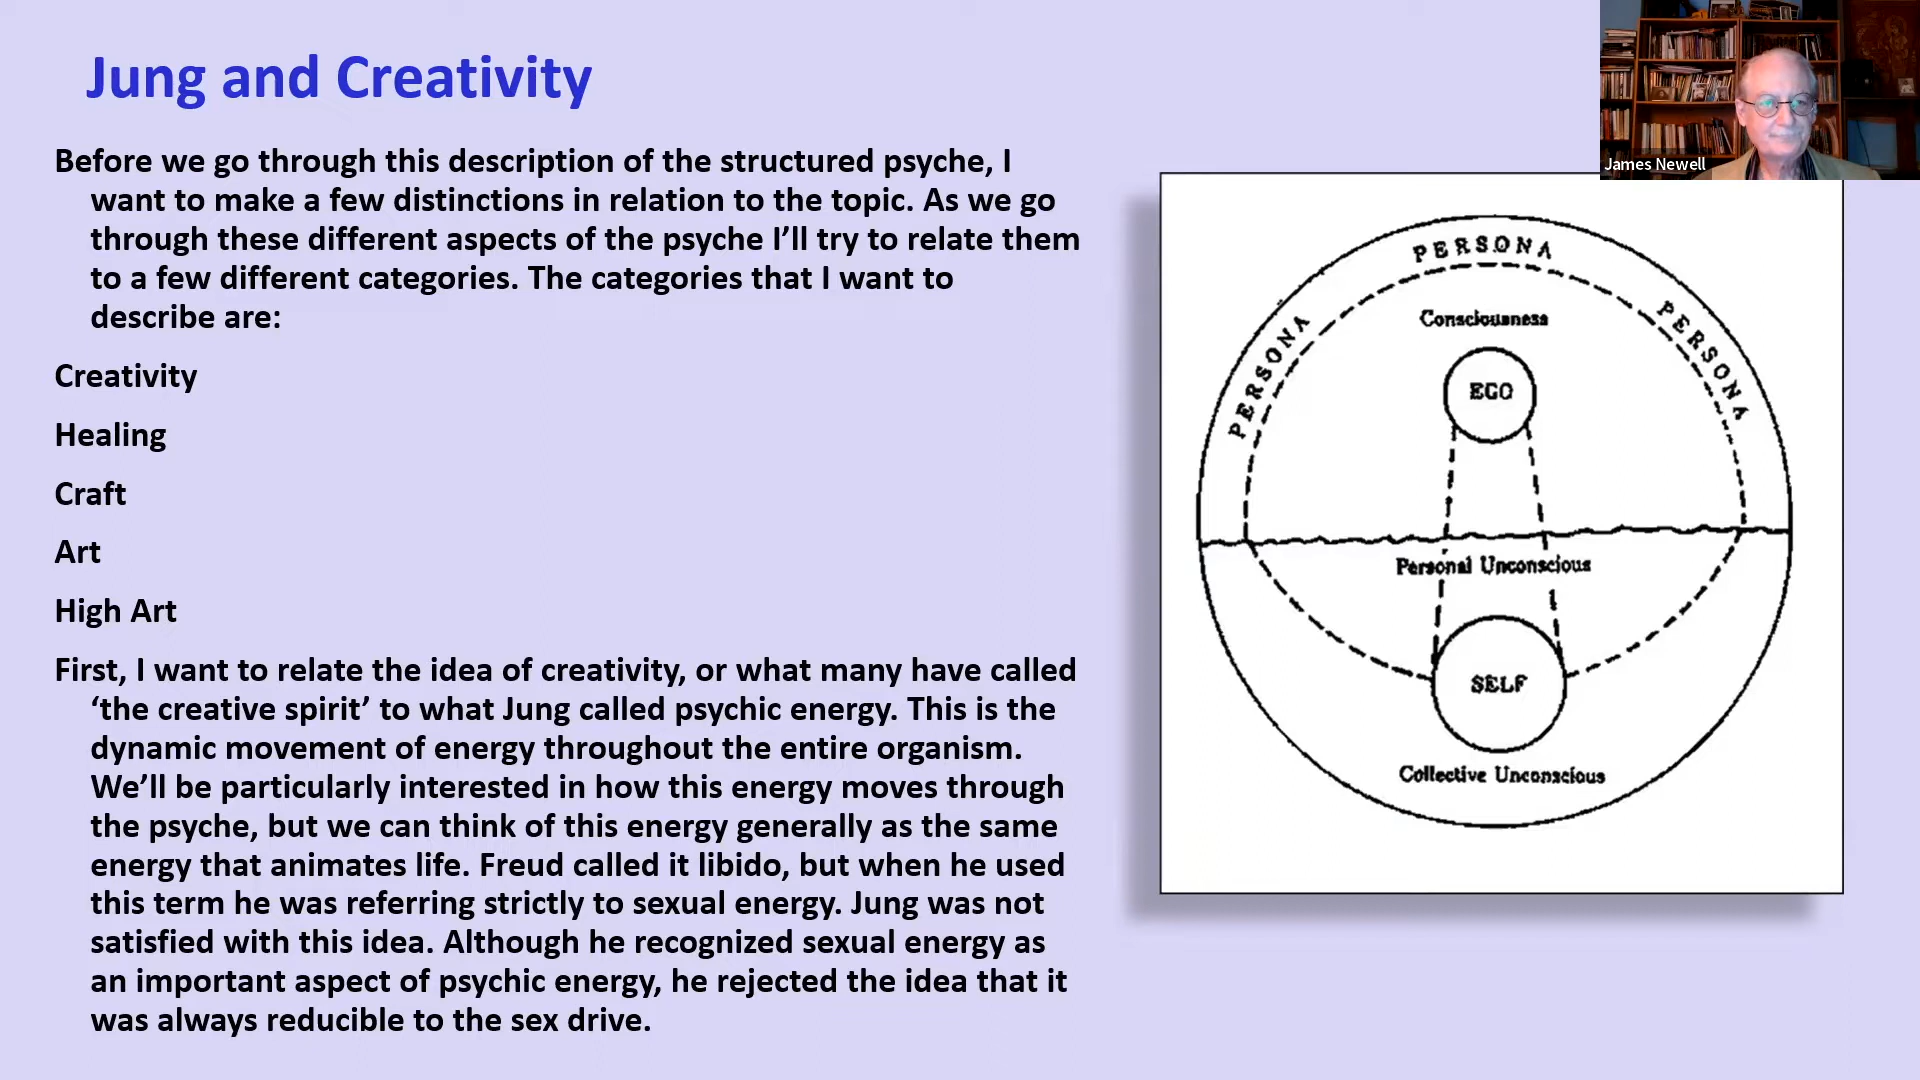 Jung and Creativity
James Newell
Before we go through this description of the structured psyche, I
want to make a few distinctions in relation to the topic. As we go
through these different aspects of the psyche I’ll try to relate them
to a few different categories. The categories that I want to
describe are:
Creativity
Healing
Craft
Art
High Art
First, I want to relate the idea of creativity, or what many have called
‘the creative spirit’ to what Jung called psychic energy. This is the
dynamic movement of energy throughout the entire organism.
We’ll be particularly interested in how this energy moves through
the psyche, but we can think of this energy generally as the same
energy that animates life. Freud called it libido, but when he used
this term he was referring strictly to sexual energy. Jung was not
satisfied with this idea. Although he recognized sexual energy as
an important aspect of psychic energy, he rejected the idea that it
was always reducible to the sex drive.
PERSONA
PERSONA
PERSONA
Consciousness
EGO
Personal Unconscious
SELF
Collective Unconscious